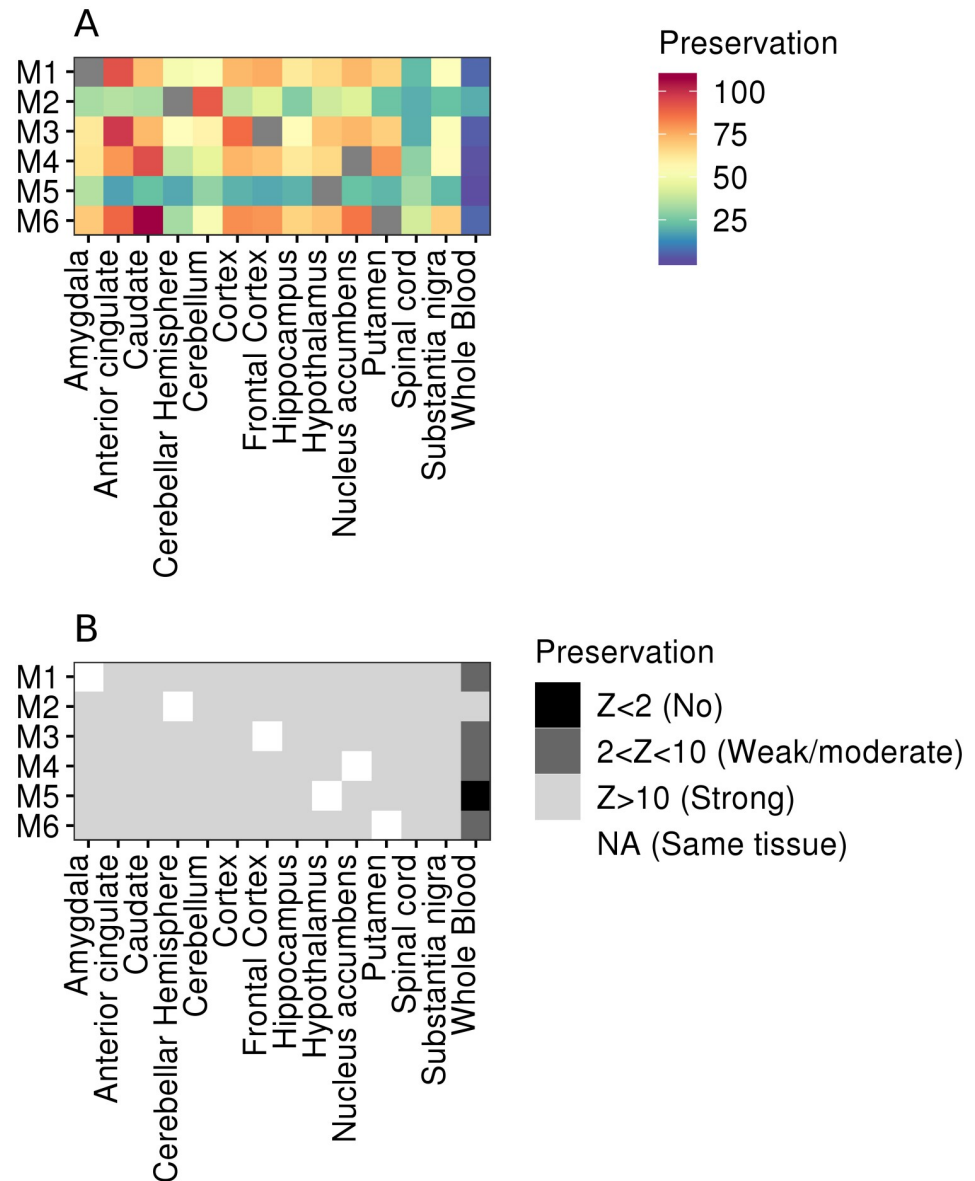 A
Preservation
M1
M2
M3
M4
M5
M6
100
75
50
25
Amygdala
Anterior cingulate
Caudate
Cerebellar Hemisphere
Cerebellum
Cortex
Frontal Cortex
Hippocampus
Hypothalamus
Nucleus accumbens
Putamen
Spinal cord
Substantia nigra
Whole Blood
B
Preservation
M1
M2
M3
M4
M5
M6
Z<2 (No)
2<Z<10 (Weak/moderate)
Z>10 (Strong)
NA (Same tissue)
Amygdala
Anterior cingulate
Caudate
Cerebellar Hemisphere
Cerebellum
Cortex
Frontal Cortex
Hippocampus
Hypothalamus
Nucleus accumbens
Putamen
Spinal cord
Substantia nigra
Whole Blood